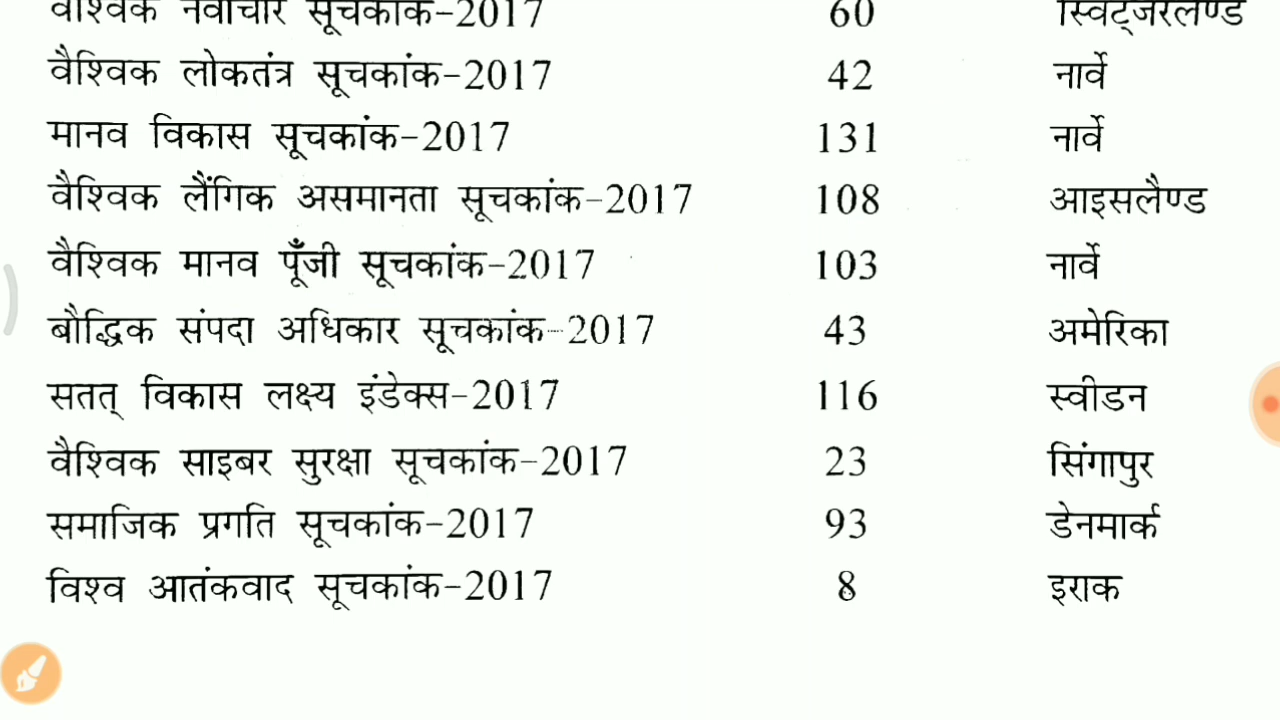 वैश्विक नवाचार सूचकांक-2017 60 स्विट्जरलैण्ड
वैश्विक लोकतंत्र सूचकांक-2017 42 नार्वे
मानव विकास सूचकांक-2017 131 नार्वे
वैश्विक लैंगिक असमानता सूचकांक-2017 108 आइसलैण्ड
वैश्विक मानव पूँजी सूचकांक-2017 103 नार्वे
बौद्धिक संपदा अधिकार सूचकांक-2017 43 अमेरिका
सतत् विकास लक्ष्य इंडेक्स-2017 116 स्वीडन
वैश्विक साइबर सुरक्षा सूचकांक-2017 23 सिंगापुर
समाजिक प्रगति सूचकांक-2017 93 डेनमार्क
विश्व आतंकवाद सूचकांक-2017 8 इराक